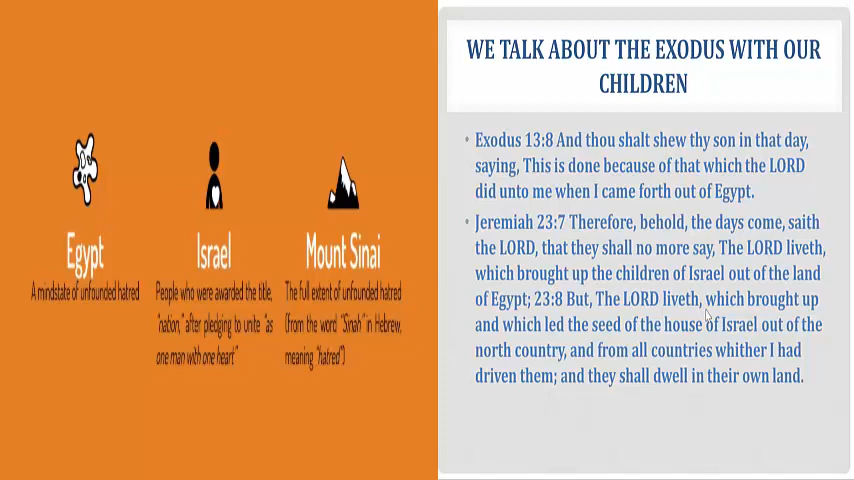 Egypt
A mindstate of unfounded hatred
Israel
People who were awarded the title,
"nation," after pledging to unite "as
one man with one heart"
Mount Sinai
The full extent of unfounded hatred
(from the word "Sinah" in Hebrew,
meaning "hatred")
WE TALK ABOUT THE EXODUS WITH OUR
CHILDREN
• Exodus 13:8 And thou shalt shew thy son in that day,
saying, This is done because of that which the LORD
did unto me when I came forth out of Egypt.
• Jeremiah 23:7 Therefore, behold, the days come, saith
the LORD, that they shall no more say, The LORD liveth,
which brought up the children of Israel out of the land
of Egypt; 23:8 But, The LORD liveth, which brought up
and which led the seed of the house of Israel out of the
north country, and from all countries whither I had
driven them; and they shall dwell in their own land.